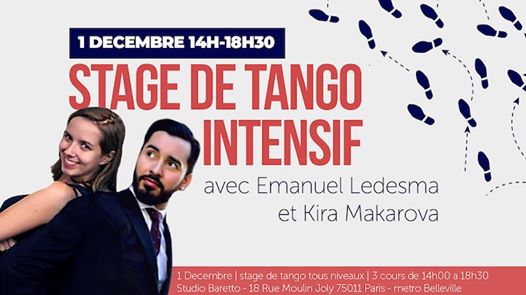 1 DECEMBRE 14H-18H30
STAGE DE TANGO
INTENSIF
avec Emanuel Ledesma
et Kira Makarova
1 Decembre | stage de tango tous niveaux | 3 cours de 14h00 a 18h30
Studio Baretto - 18 Rue Moulin Joly 75011 Paris - metro Belleville